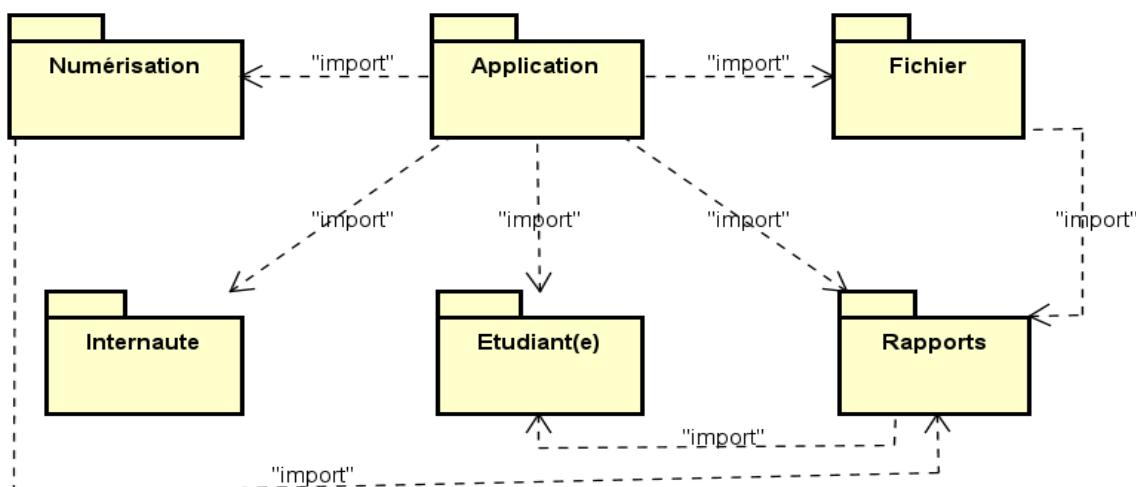 Numérisation
"import"
Application
"import"
Fichier
"import"
"import"
"import"
"import"
Internaute
Etudiant(e)
Rapports
"import"
"import"